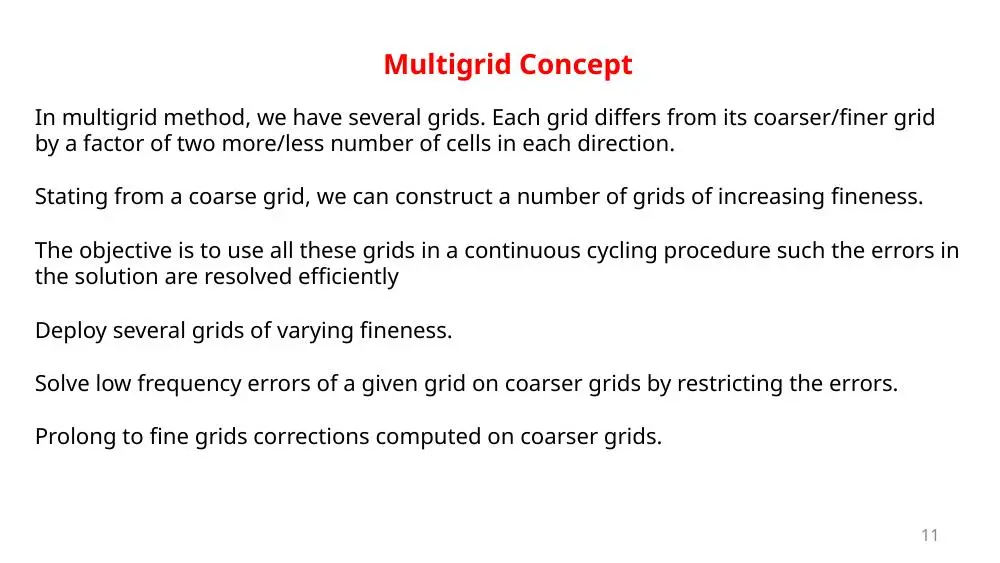 Multigrid Concept
In multigrid method, we have several grids. Each grid differs from its coarser/finer grid
by a factor of two more/less number of cells in each direction.
Stating from a coarse grid, we can construct a number of grids of increasing fineness.
The objective is to use all these grids in a continuous cycling procedure such the errors in
the solution are resolved efficiently
Deploy several grids of varying fineness.
Solve low frequency errors of a given grid on coarser grids by restricting the errors.
Prolong to fine grids corrections computed on coarser grids.
11